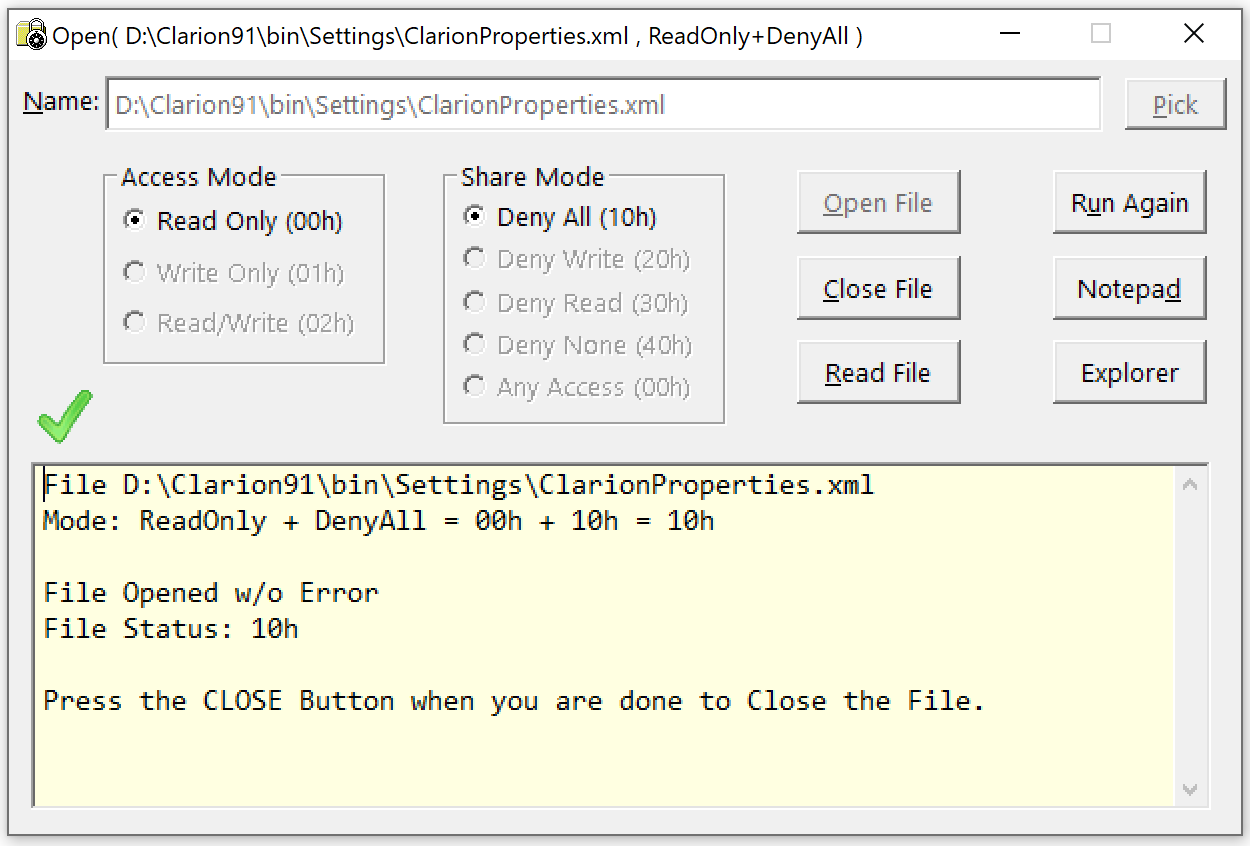 Open( D:\Clarion91\bin\Settings\ClarionProperties.xml , ReadOnly+DenyAll )
Name: D:\Clarion91\bin\Settings\ClarionProperties.xml Pick
Access Mode
Read Only (00h)
Write Only (01h)
Read/Write (02h)
Share Mode
Deny All (10h)
Deny Write (20h)
Deny Read (30h)
Deny None (40h)
Any Access (00h)
Open File
Close File
Read File
Run Again
Notepad
Explorer
File D:\Clarion91\bin\Settings\ClarionProperties.xml
Mode: ReadOnly + DenyAll = 00h + 10h = 10h
File Opened w/o Error
File Status: 10h
Press the CLOSE Button when you are done to Close the File.